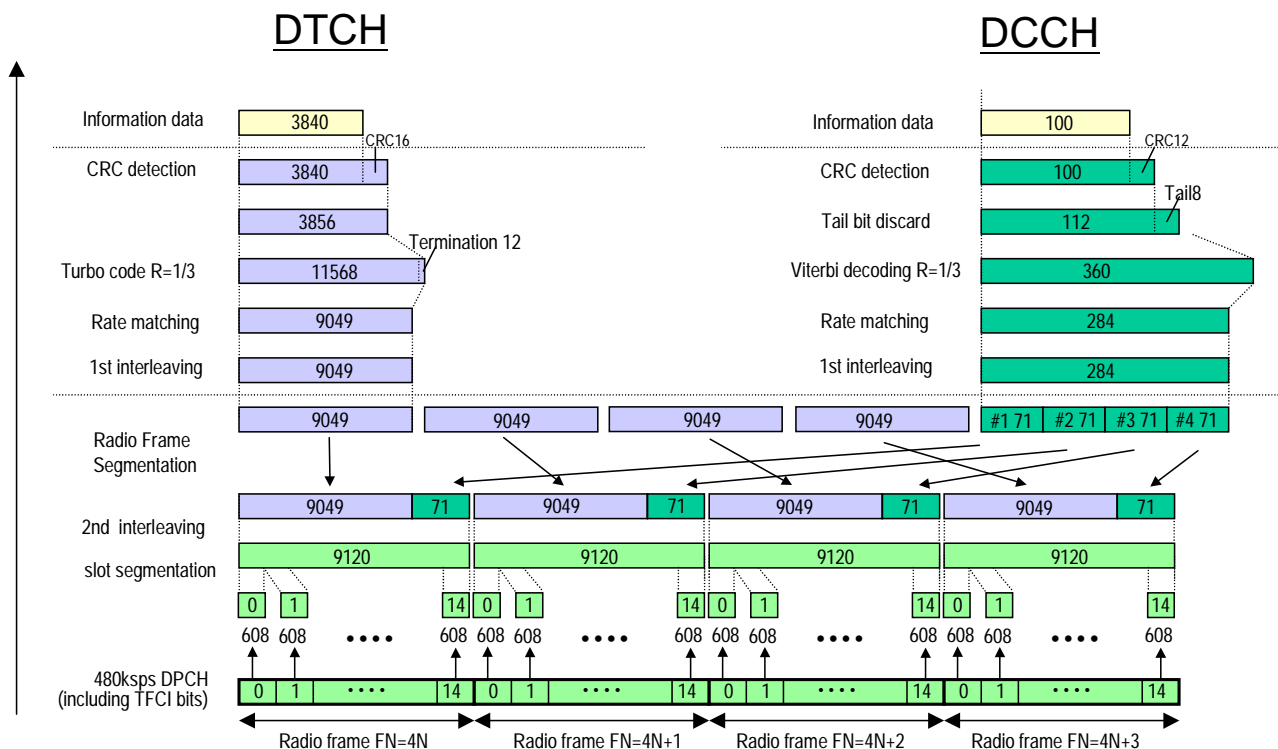 DTCH DCCH
Information data 3840 Information data 100
CRC16 CRC12
CRC detection 3840 CRC detection 100
Tail8
3856 Tail bit discard 112
Termination 12
Turbo code R=1/3 11568 Viterbi decoding R=1/3 360
Rate matching 9049 Rate matching 284
1st interleaving 9049 1st interleaving 284
9049 9049 9049 9049 #1 71 #2 71 #3 71 #4 71
Radio Frame
Segmentation
9049 71 9049 71 9049 71 9049 71
2nd interleaving
9120 9120 9120 9120
slot segmentation
0 1 14 0 1 14 0 1 14 0 1 14
608 608 •••• 608 608 608 •••• 608 608 608 •••• 608 608 608 •••• 608
480ksps DPCH
(including TFCI bits)
0 1 •••• 14 0 1 •••• 14 0 1 •••• 14 0 1 •••• 14
Radio frame FN=4N Radio frame FN=4N+1 Radio frame FN=4N+2 Radio frame FN=4N+3